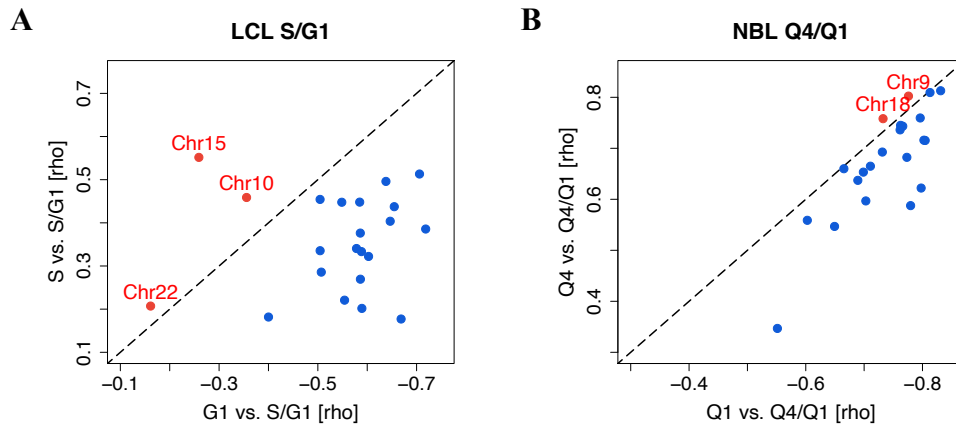 A
LCL S/G1
S vs. S/G1 [rho]
0.7
0.5
0.3
0.1
Chr15
Chr10
Chr22
−0.1 −0.3 −0.5 −0.7
G1 vs. S/G1 [rho]
B
NBL Q4/Q1
Q4 vs. Q4/Q1 [rho]
0.8
0.6
0.4
Chr9
Chr18
−0.4 −0.6 −0.8
Q1 vs. Q4/Q1 [rho]